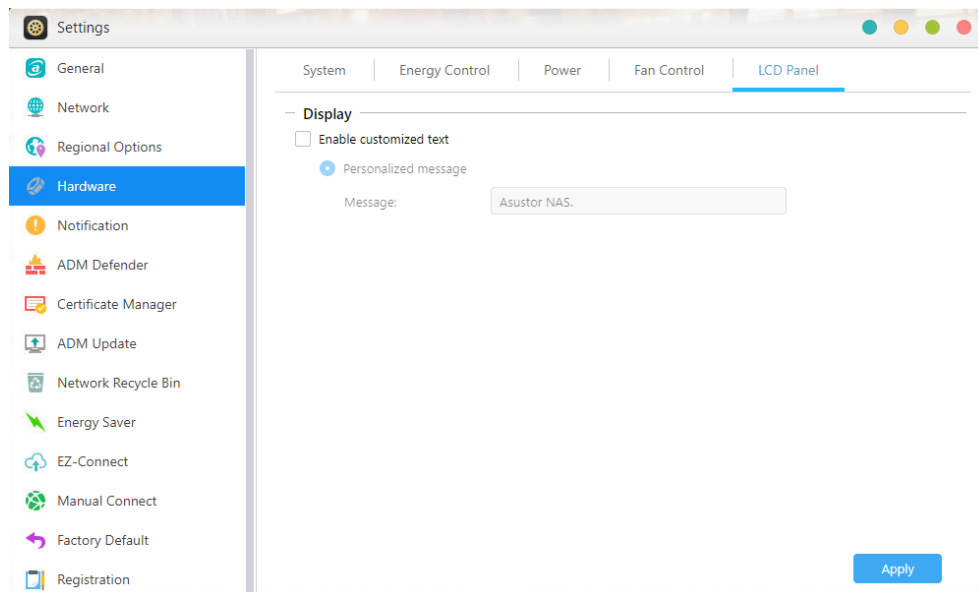 Settings
General
Network
Regional Options
Hardware
Notification
ADM Defender
Certificate Manager
ADM Update
Network Recycle Bin
Energy Saver
EZ-Connect
Manual Connect
Factory Default
Registration
System Energy Control Power Fan Control LCD Panel
Display
Enable customized text
Personalized message
Message: Asustor NAS.
Apply